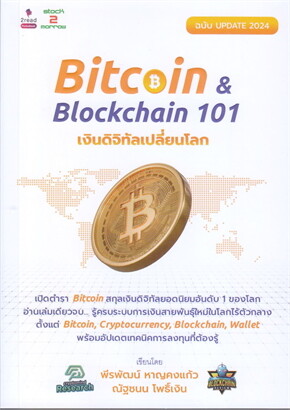 2read
stock
2
morrow
ฉบับ UPDATE 2024
Bitcoin &
Blockchain 101
เงินดิจิทัลเปลี่ยนโลก
เปิดตำรา Bitcoin สกุลเงินดิจิทัลยอดนิยมอันดับ 1 ของโลก
อ่านเล่มเดียวจบ... รู้ครบระบบการเงินสายพันธุ์ใหม่ในโลกไร้ตัวกลาง
ตั้งแต่ Bitcoin, Cryptocurrency, Blockchain, Wallet
พร้อมอัปเดตเทคนิคการลงทุนที่ต้องรู้
เขียนโดย
พีรพัฒน์ หาญคงแก้ว
ณัฐชนน โพธิ์เงิน
Research
BLOCKCHAIN
REVIEW